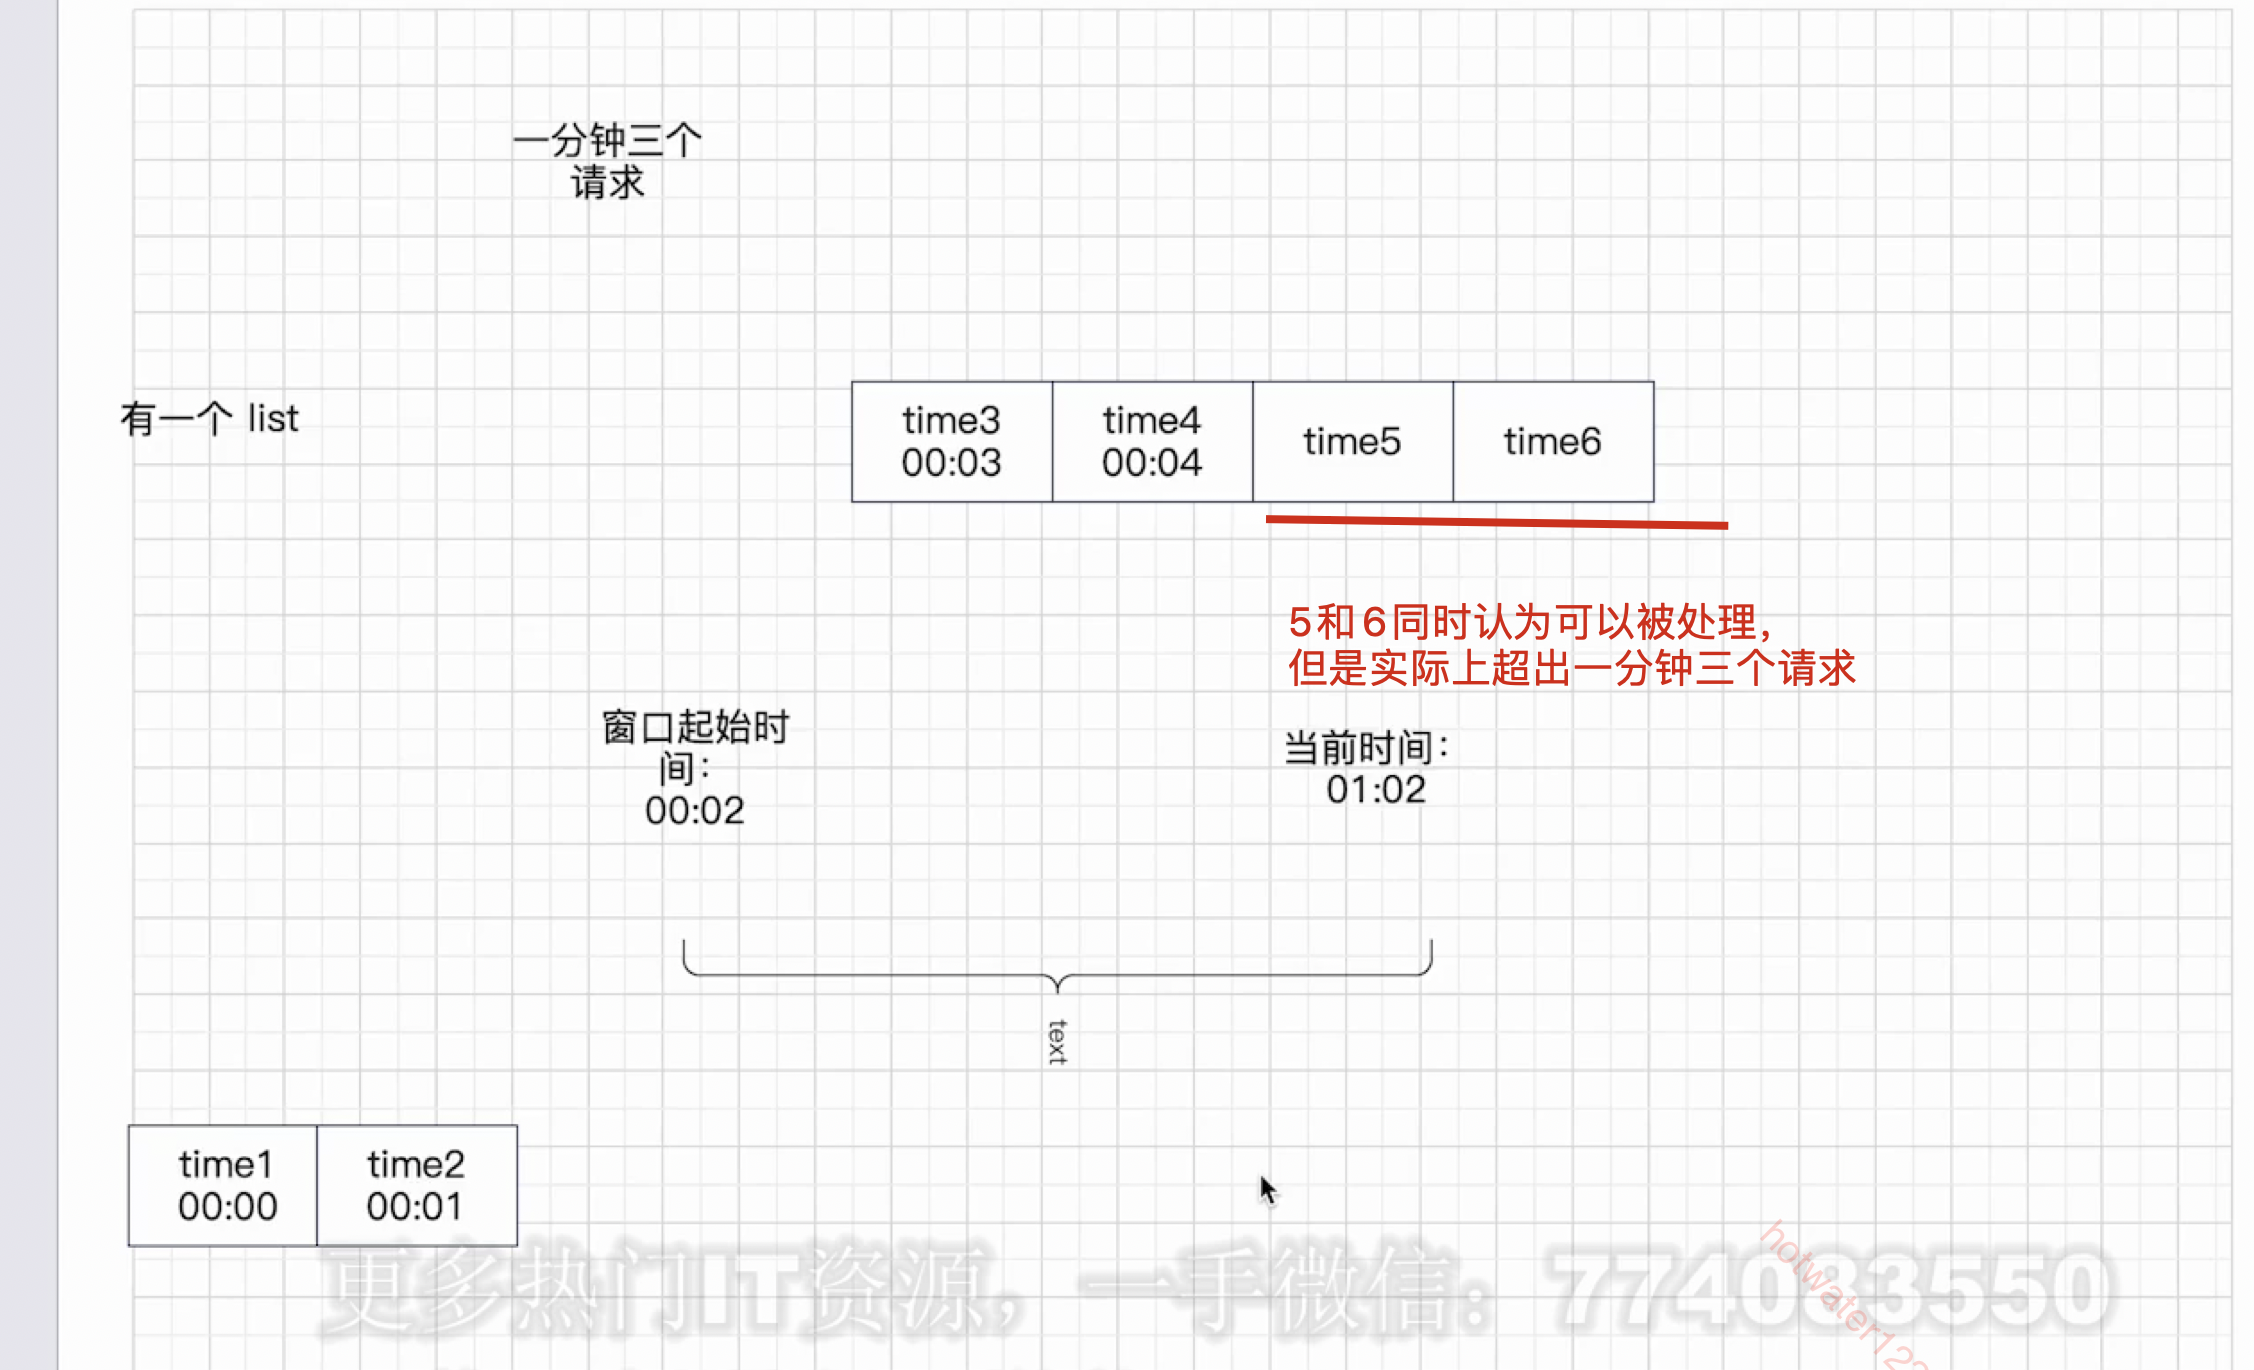 一分钟三个
请求
有一个 list
time3
00:03
time4
00:04
time5
time6
5和6同时认为可以被处理，
但是实际上超出一分钟三个请求
窗口起始时
间：
00:02
当前时间：
01:02
text
time1
00:00
time2
00:01
更多热门IT资源，一手微信：774083550